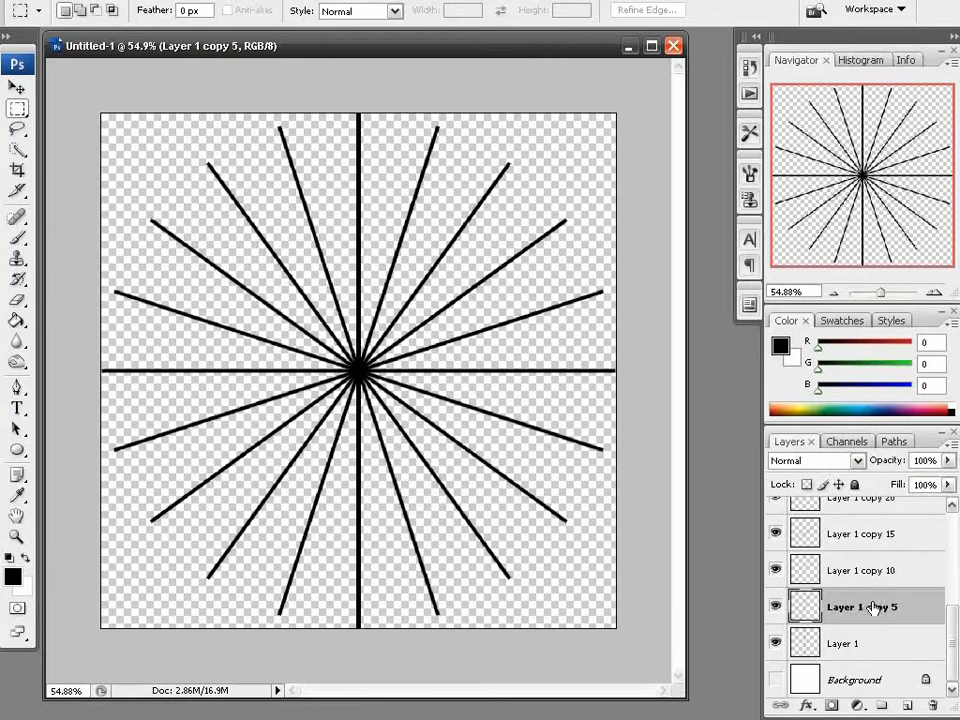 Feather: 0 px Anti-alias Style: Normal Width: Height: Refine Edge... Workspace
Ps Untitled-1 @ 54.9% (Layer 1 copy 5, RGB/8)
Ps
Navigator × Histogram Info
54.88%
Color × Swatches Styles
R 0
G 0
B 0
Layers × Channels Paths
Normal Opacity: 100%
Lock: Fill: 100%
Layer 1 copy 20
Layer 1 copy 15
Layer 1 copy 10
Layer 1 copy 5
Layer 1
Background
54.88% Doc: 2.86M/16.9M
T
A
fx